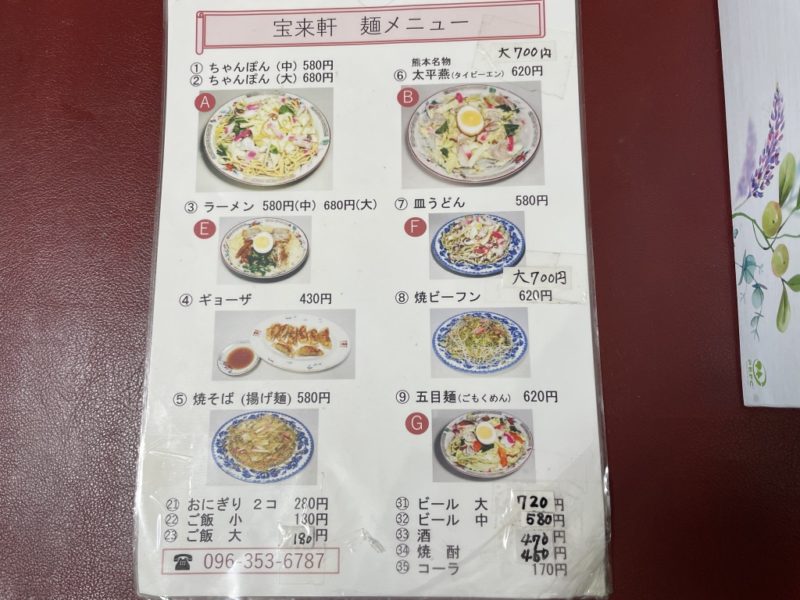 宝来軒 麺メニュー
大700円
① ちゃんぽん (中) 580円
② ちゃんぽん (大) 680円
熊本名物
⑥ 太平燕(タイピーエン) 620円
A
B
③ ラーメン 580円(中) 680円(大)
⑦ 皿うどん 580円
E
F
大700円
④ ギョーザ 430円
⑧ 焼ビーフン 620円
⑤ 焼そば (揚げ麺) 580円
⑨ 五目麺(ごもくめん) 620円
G
㉑ おにぎり 2コ 280円
㉒ ご飯 小 130円
㉓ ご飯 大 180円
☎ 096-353-6787
㉛ ビール 大 720円
㉜ ビール 中 580円
㉝ 酒 470円
㉞ 焼酎 460円
㉟ コーラ 170円